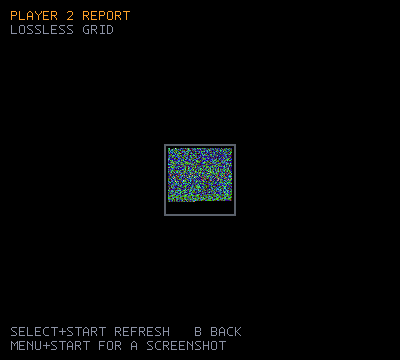 PLAYER 2 REPORT
LOSSLESS GRID
SELECT+START REFRESH   B BACK
MENU+START FOR A SCREENSHOT